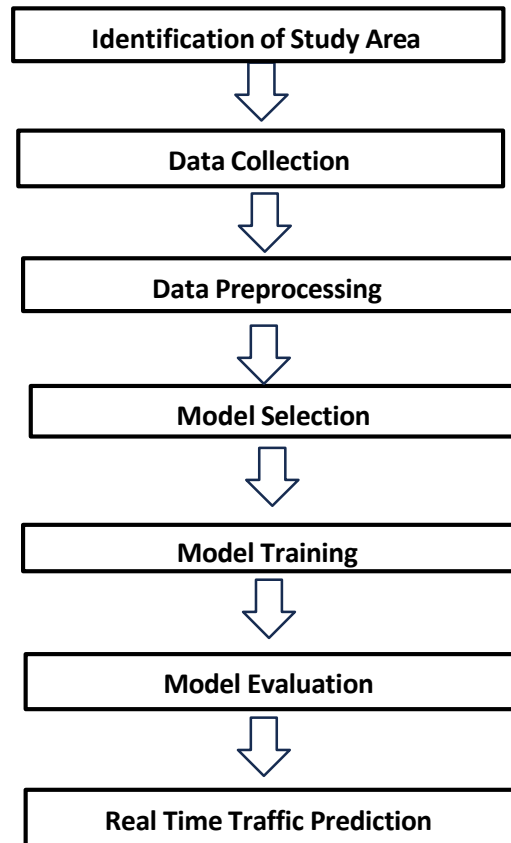 Identification of Study Area
Data Collection
Data Preprocessing
Model Selection
Model Training
Model Evaluation
Real Time Traffic Prediction